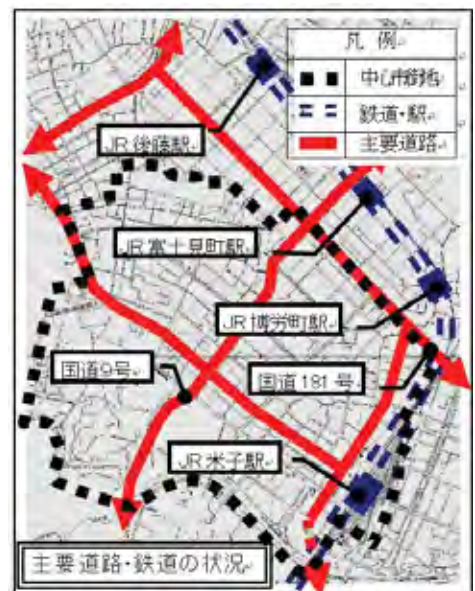 凡例
中心市街地
鉄道・駅
主要道路
JR後藤駅
JR富士見町駅
JR博労町駅
国道9号
国道181号
JR米子駅
主要道路・鉄道の状況